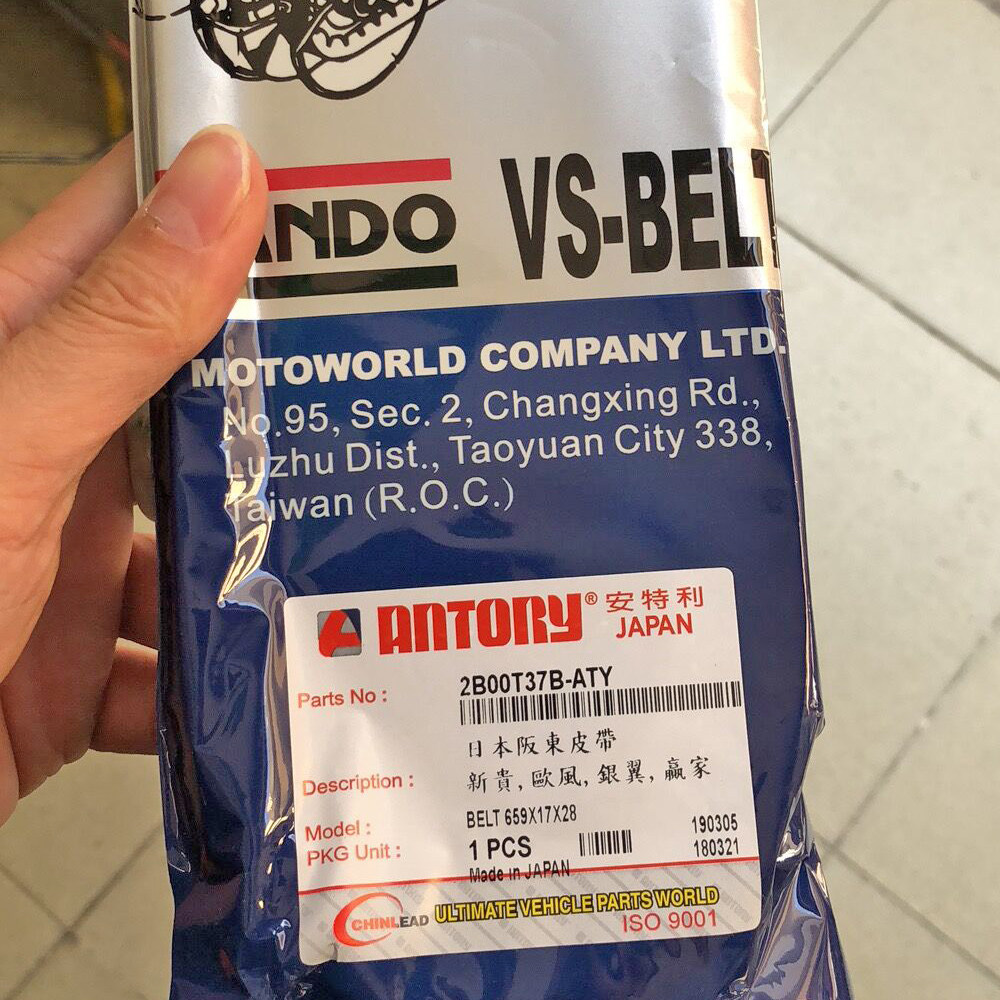 ANDO
VS-BELT
MOTOWORLD COMPANY LTD.
No.95, Sec. 2, Changxing Rd.,
Luzhu Dist., Taoyuan City 338,
Taiwan (R.O.C.)
ANTORY® 安特利
JAPAN
Parts No : 2B00T37B-ATY
日本阪東皮帶
Description : 新貴, 歐風, 銀翼, 贏家
Model : BELT 659X17X28
190305
PKG Unit : 1 PCS 180321
Made in JAPAN
CHINLEAD ULTIMATE VEHICLE PARTS WORLD
ISO 9001